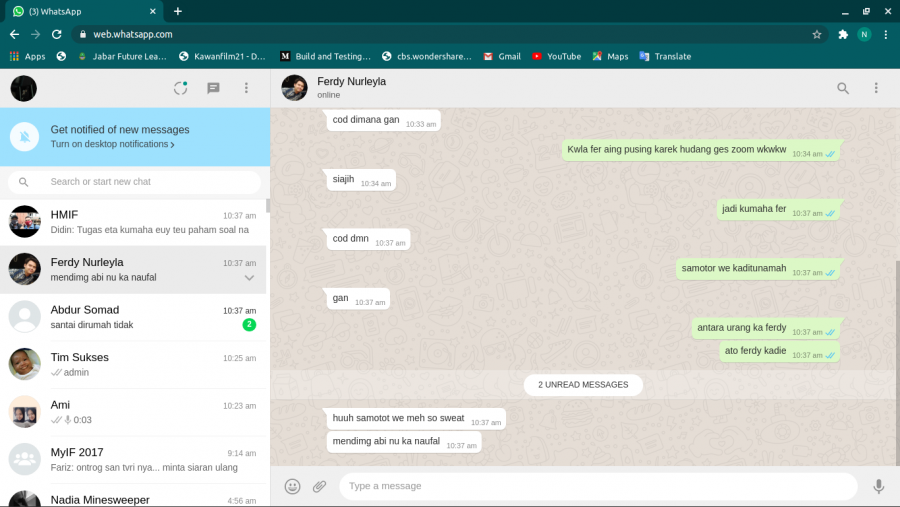 (3) WhatsApp
web.whatsapp.com
Apps
Jabar Future Lea...
Kawanfilm21 - D...
Build and Testing...
cbs.wondershare...
Gmail
YouTube
Maps
Translate
N
Get notified of new messages
Turn on desktop notifications >
Search or start new chat
HMIF 10:37 am
Didin: Tugas eta kumaha euy teu paham soal na
Ferdy Nurleyla 10:37 am
mendimg abi nu ka naufal
Abdur Somad 10:37 am
santai dirumah tidak 2
Tim Sukses 10:25 am
admin
Ami 10:23 am
0:03
MyIF 2017 9:14 am
Fariz: ontrog san tvri nya... minta siaran ulang
Nadia Minesweeper 4:56 am
Ferdy Nurleyla
online
cod dimana gan 10:33 am
Kwla fer aing pusing karek hudang ges zoom wkwkw 10:34 am
siajih 10:34 am
jadi kumaha fer 10:37 am
cod dmn 10:37 am
samotor we kaditunamah 10:37 am
gan 10:37 am
antara urang ka ferdy 10:37 am
ato ferdy kadie 10:37 am
2 UNREAD MESSAGES
huuh samotot we meh so sweat 10:37 am
mendimg abi nu ka naufal 10:37 am
Type a message